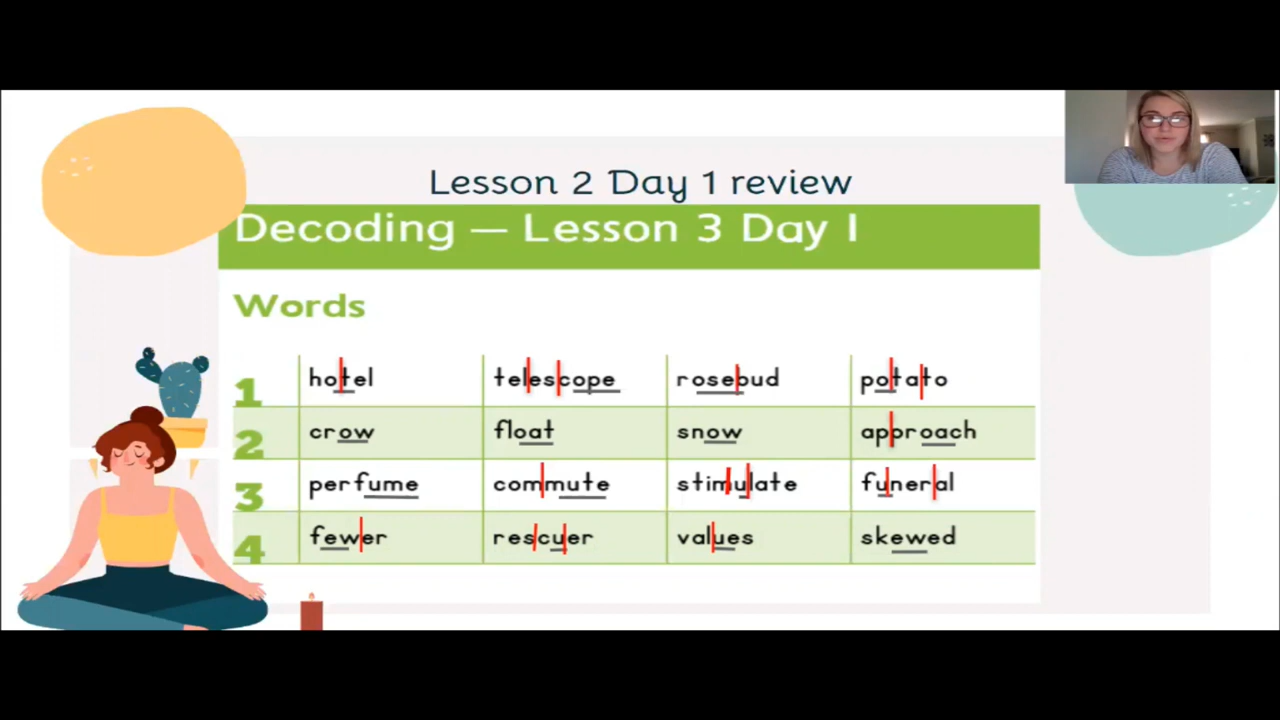 Lesson 2 Day 1 review
Decoding — Lesson 3 Day 1
Words
1 hotel telescope rosebud potato
2 crow float snow approach
3 perfume commute stimulate funeral
4 fewer rescuer values skewed